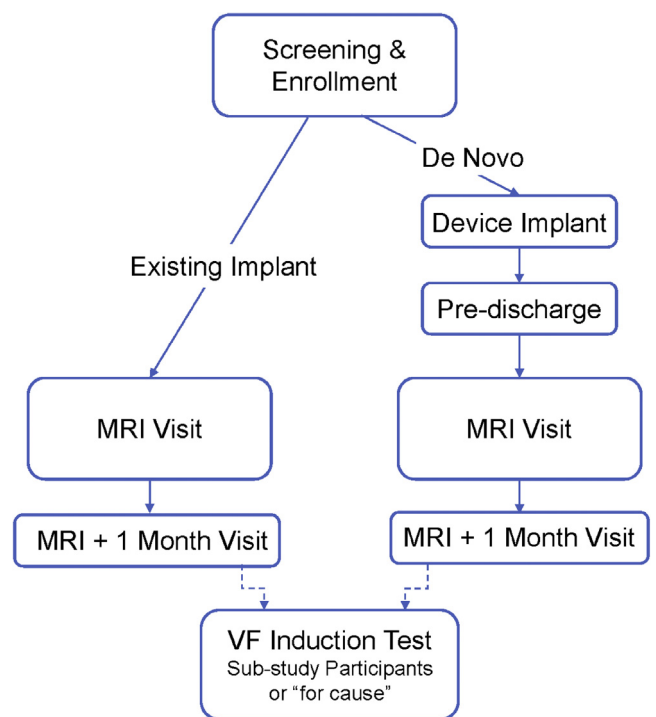 Screening &
Enrollment
De Novo
Device Implant
Existing Implant
Pre-discharge
MRI Visit
MRI Visit
MRI + 1 Month Visit
MRI + 1 Month Visit
VF Induction Test
Sub-study Participants
or “for cause”